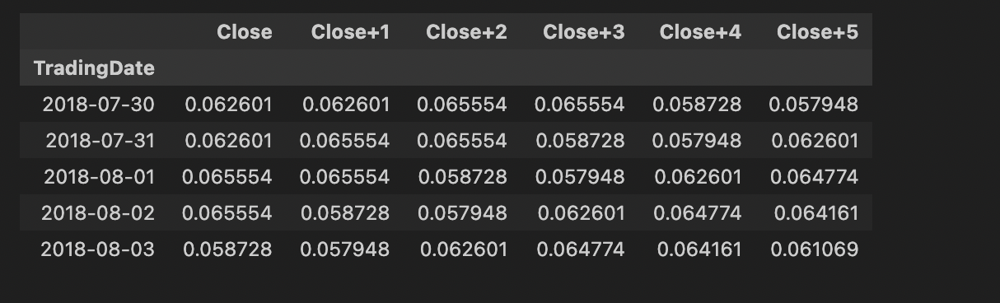 Close Close+1 Close+2 Close+3 Close+4 Close+5
TradingDate
2018-07-30 0.062601 0.062601 0.065554 0.065554 0.058728 0.057948
2018-07-31 0.062601 0.065554 0.065554 0.058728 0.057948 0.062601
2018-08-01 0.065554 0.065554 0.058728 0.057948 0.062601 0.064774
2018-08-02 0.065554 0.058728 0.057948 0.062601 0.064774 0.064161
2018-08-03 0.058728 0.057948 0.062601 0.064774 0.064161 0.061069